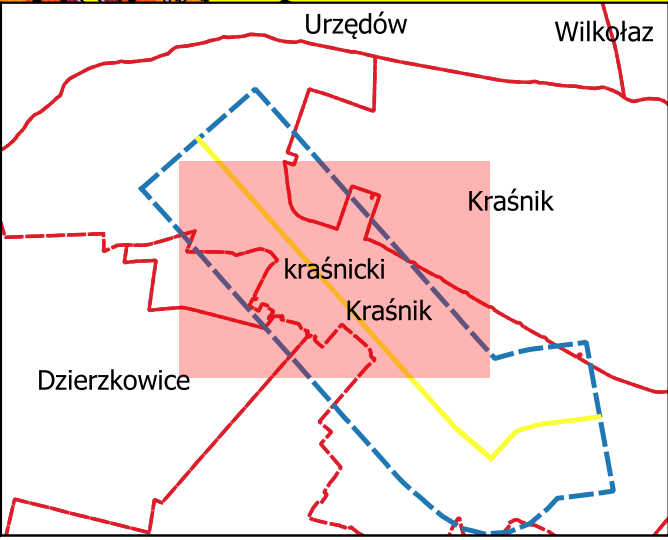 Urzędów
Wilkołaz
Kraśnik
kraśnicki
Kraśnik
Dzierzkowice